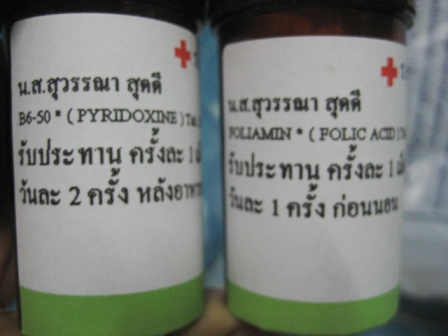 น.ส.สุวรรณา สุดดี
B6-50 * ( PYRIDOXINE )
รับประทาน ครั้งละ 1
วันละ 2 ครั้ง หลังอาหาร
น.ส.สุวรรณา สุดดี
FOLIAMIN * ( FOLIC ACID )
รับประทาน ครั้งละ 1
วันละ 1 ครั้ง ก่อนนอน